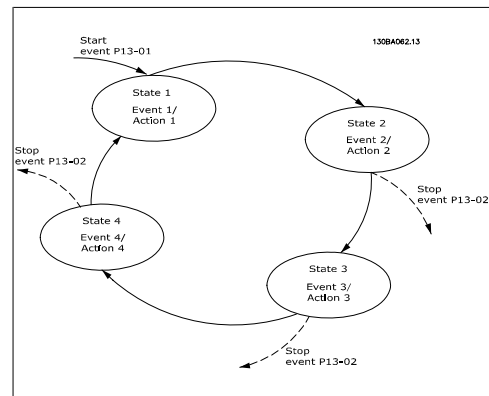 Start
event P13-01
130BA062.13
State 1
Event 1/
Action 1
State 2
Event 2/
Action 2
Stop
event P13-02
Stop
event P13-02
State 4
Event 4/
Action 4
State 3
Event 3/
Action 3
Stop
event P13-02